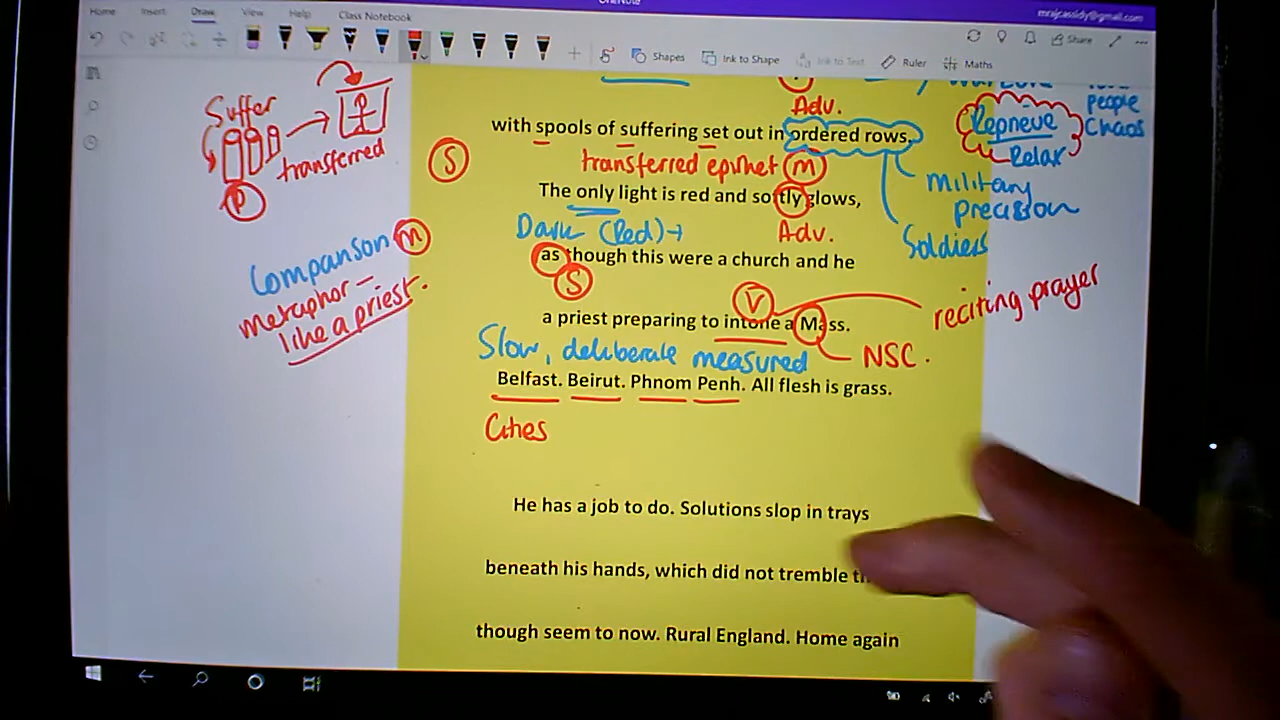 OneNote
mrajcassidy@gmail.com
Home Insert Draw View Help Class Notebook
Share
Shapes Ink to Shape Ink to Text Ruler Maths
Suffer
transferred
P
Adv.
people
Chaos
Repneve
Relax
with spools of suffering set out in ordered rows.
S
transferred epithet M
military
precision
Soldiers
The only light is red and softly glows,
Dark (Red) →
Adv.
as though this were a church and he
S
Comparison M
metaphor –
like a priest.
V
reciting prayer
a priest preparing to intone a Mass.
Slow, deliberate measured
NSC.
Belfast. Beirut. Phnom Penh. All flesh is grass.
Cities
He has a job to do. Solutions slop in trays
beneath his hands, which did not tremble
though seem to now. Rural England. Home again